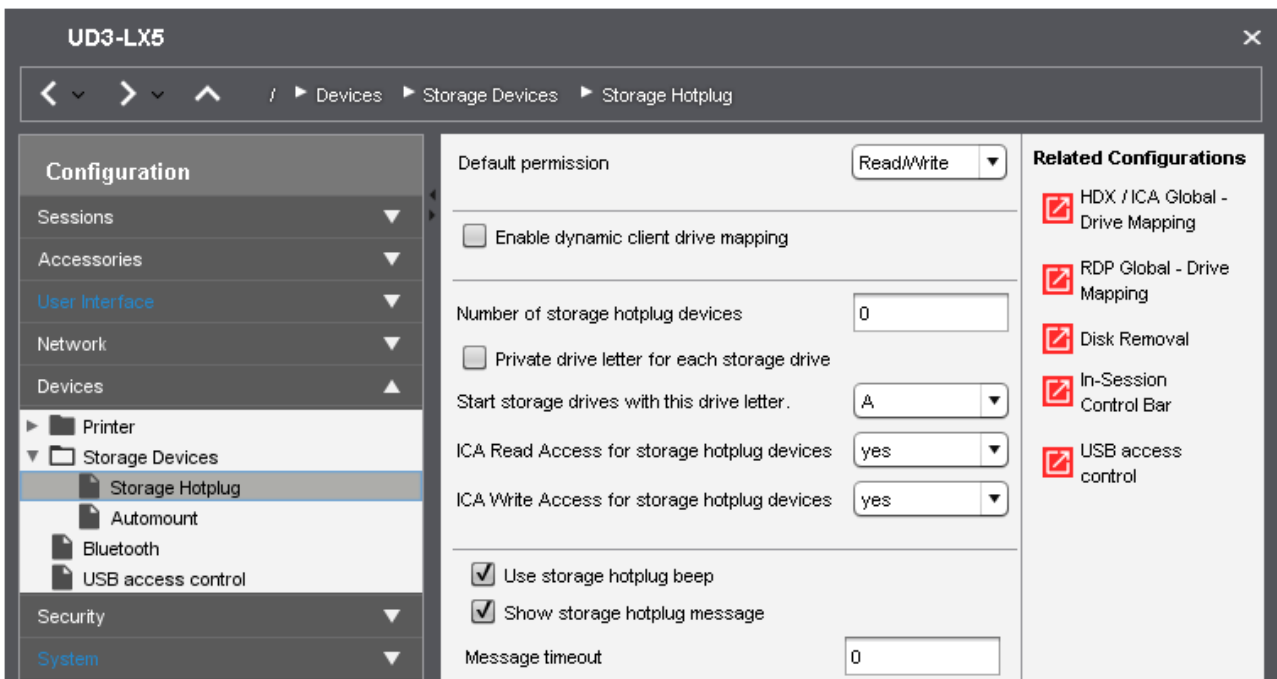 UD3-LX5
/ Devices Storage Devices Storage Hotplug
Configuration
Sessions
Accessories
User Interface
Network
Devices
Printer
Storage Devices
Storage Hotplug
Automount
Bluetooth
USB access control
Security
System
Default permission Read/Write
Enable dynamic client drive mapping
Number of storage hotplug devices 0
Private drive letter for each storage drive
Start storage drives with this drive letter. A
ICA Read Access for storage hotplug devices yes
ICA Write Access for storage hotplug devices yes
Use storage hotplug beep
Show storage hotplug message
Message timeout 0
Related Configurations
HDX / ICA Global -
Drive Mapping
RDP Global - Drive
Mapping
Disk Removal
In-Session
Control Bar
USB access
control